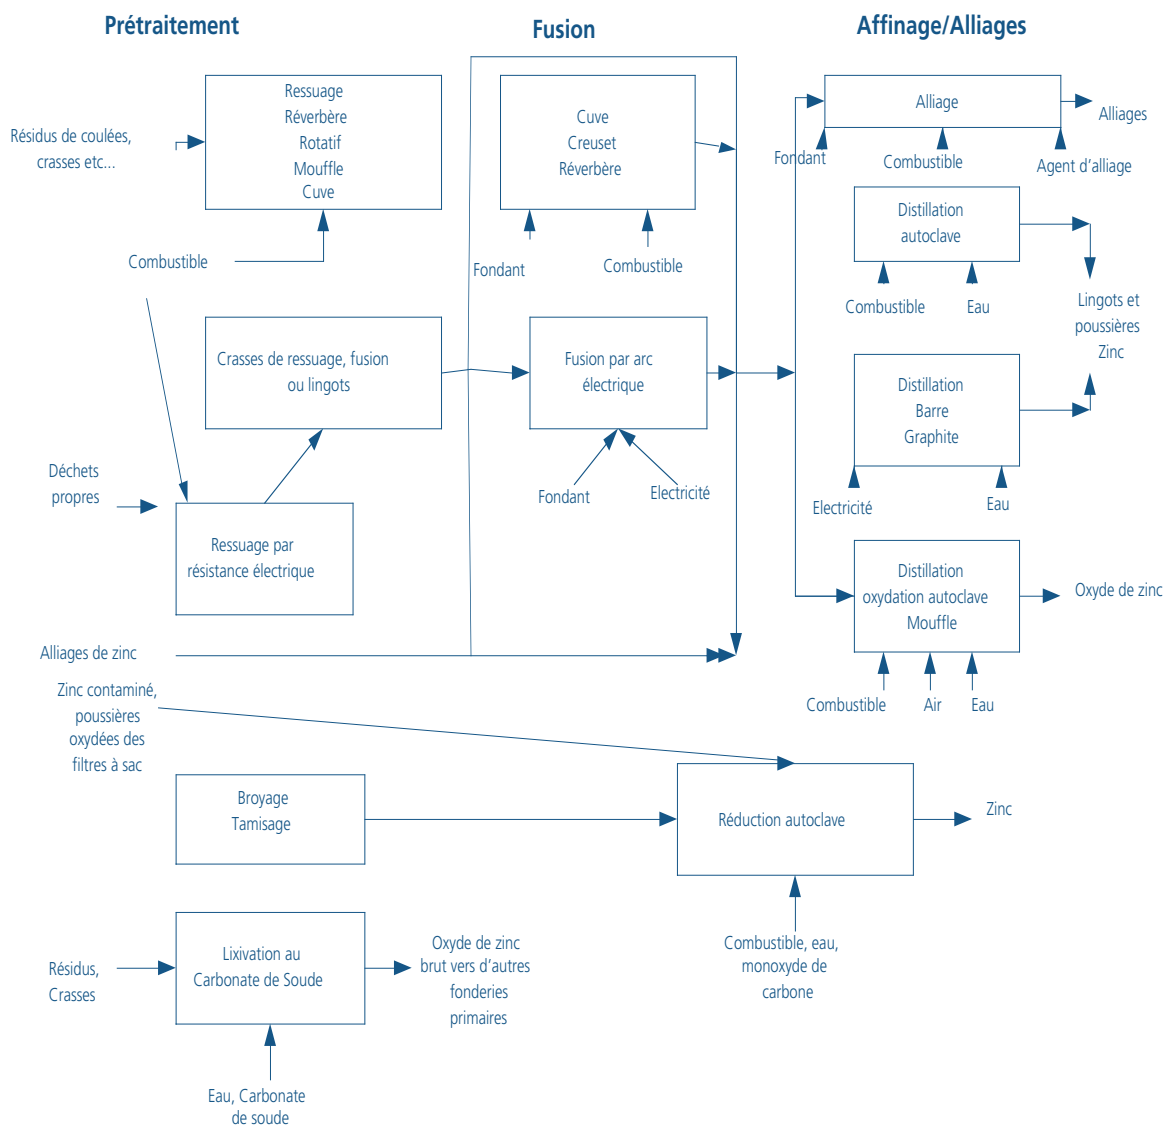 Prétraitement
Fusion
Affinage/Alliages
Ressuage
Réverbère
Rotatif
Mouffle
Cuve
Résidus de coulées,
crasses etc...
Combustible
Cuve
Creuset
Réverbère
Fondant
Combustible
Alliage
Alliages
Fondant
Combustible
Agent d'alliage
Distillation
autoclave
Combustible
Eau
Lingots et
poussières
Zinc
Crasses de ressuage, fusion
ou lingots
Fusion par arc
électrique
Fondant
Electricité
Distillation
Barre
Graphite
Electricité
Eau
Déchets
propres
Ressuage par
résistance électrique
Distillation
oxydation autoclave
Mouffle
Oxyde de zinc
Combustible
Air
Eau
Alliages de zinc
Zinc contaminé,
poussières
oxydées des
filtres à sac
Broyage
Tamisage
Réduction autoclave
Zinc
Combustible, eau,
monoxyde de
carbone
Résidus,
Crasses
Lixivation au
Carbonate de Soude
Oxyde de zinc
brut vers d'autres
fonderies
primaires
Eau, Carbonate
de soude